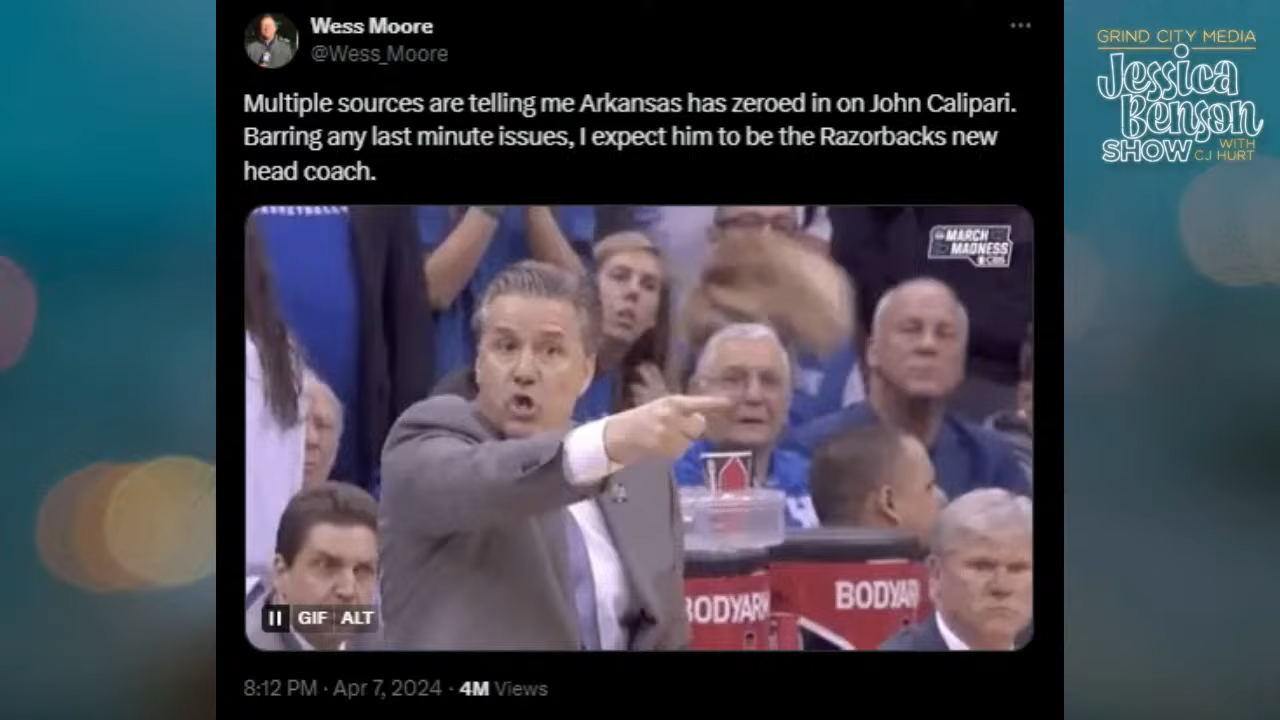 Wess Moore
@Wess_Moore
Multiple sources are telling me Arkansas has zeroed in on John Calipari.
Barring any last minute issues, I expect him to be the Razorbacks new
head coach.
MARCH
MADNESS
CBS
BODYARM
BODYAR
GIF ALT
8:12 PM · Apr 7, 2024 · 4M Views
GRIND CITY MEDIA
Jessica
Benson
SHOW WITH
CJ HURT